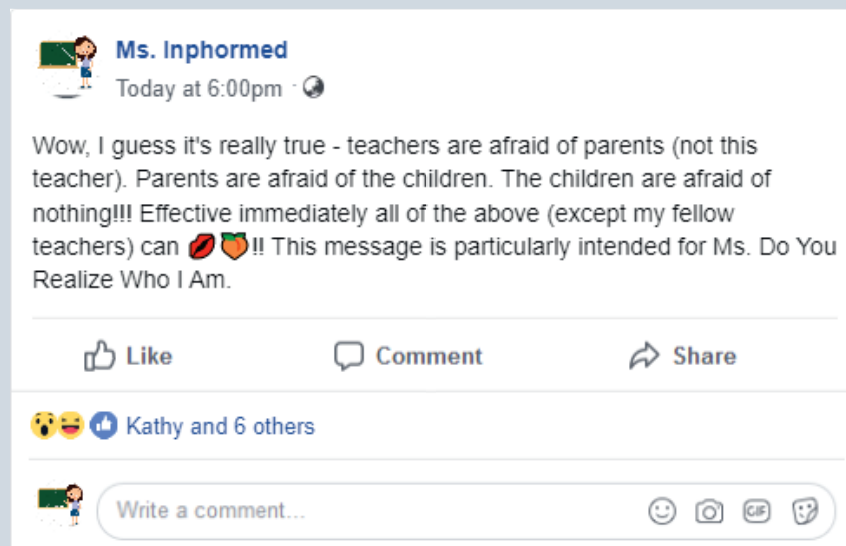 Ms. Inphormed
Today at 6:00pm ·
Wow, I guess it's really true - teachers are afraid of parents (not this
teacher). Parents are afraid of the children. The children are afraid of
nothing!!! Effective immediately all of the above (except my fellow
teachers) can 💋🍑!! This message is particularly intended for Ms. Do You
Realize Who I Am.
Like Comment Share
Kathy and 6 others
Write a comment...
GIF